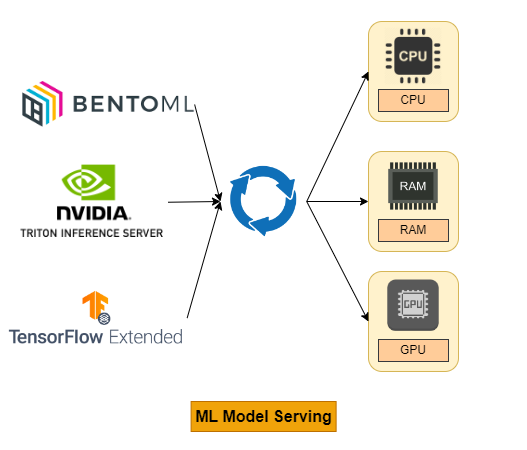 BENTOML
NVIDIA.
TRITON INFERENCE SERVER
TensorFlow Extended
CPU
CPU
RAM
RAM
GPU
GPU
ML Model Serving